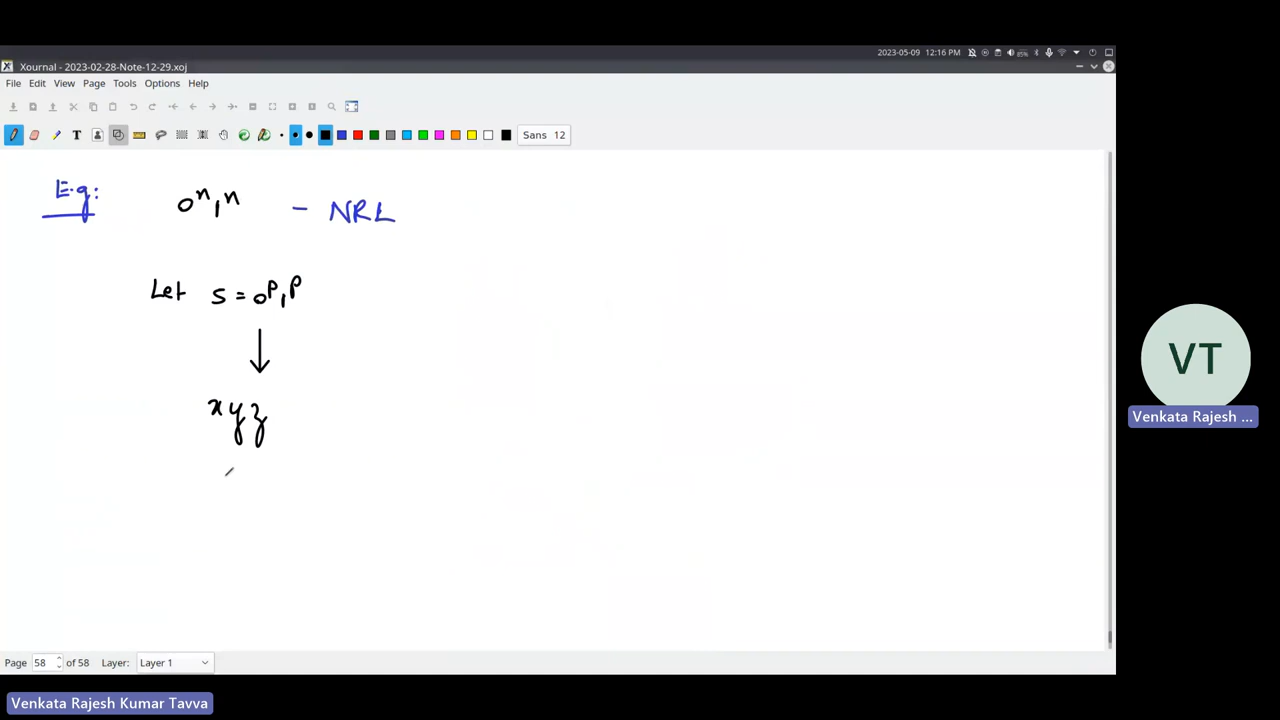 2023-05-09 12:16 PM
85%
Xournal - 2023-02-28-Note-12-29.xoj
File Edit View Page Tools Options Help
T Sans 12
E.g: 0ⁿ1ⁿ - NRL
Let s = 0ᵖ1ᵖ
↓
xyz
VT
Venkata Rajesh ...
Page 58 of 58 Layer: Layer 1
Venkata Rajesh Kumar Tavva